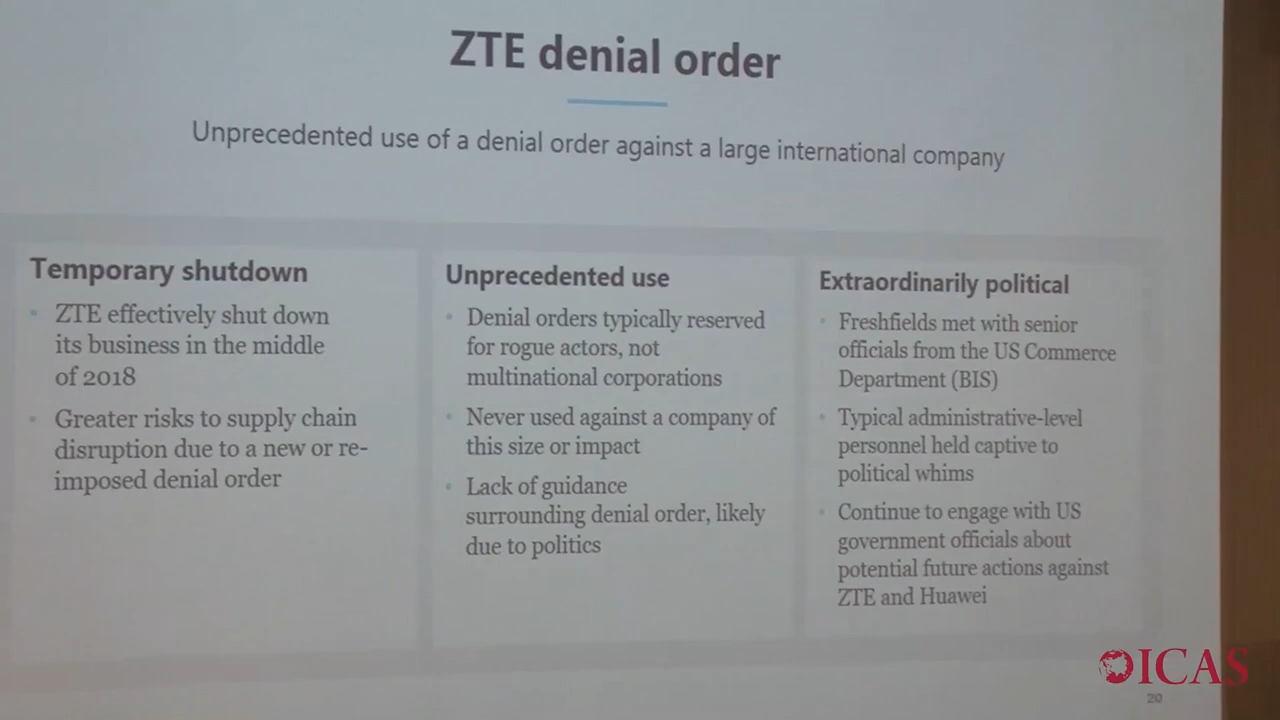 ZTE denial order
Unprecedented use of a denial order against a large international company
Temporary shutdown
ZTE effectively shut down
its business in the middle
of 2018
Greater risks to supply chain
disruption due to a new or re-
imposed denial order
Unprecedented use
Denial orders typically reserved
for rogue actors, not
multinational corporations
Never used against a company of
this size or impact
Lack of guidance
surrounding denial order, likely
due to politics
Extraordinarily political
Freshfields met with senior
officials from the US Commerce
Department (BIS)
Typical administrative-level
personnel held captive to
political whims
Continue to engage with US
government officials about
potential future actions against
ZTE and Huawei
ICAS
20